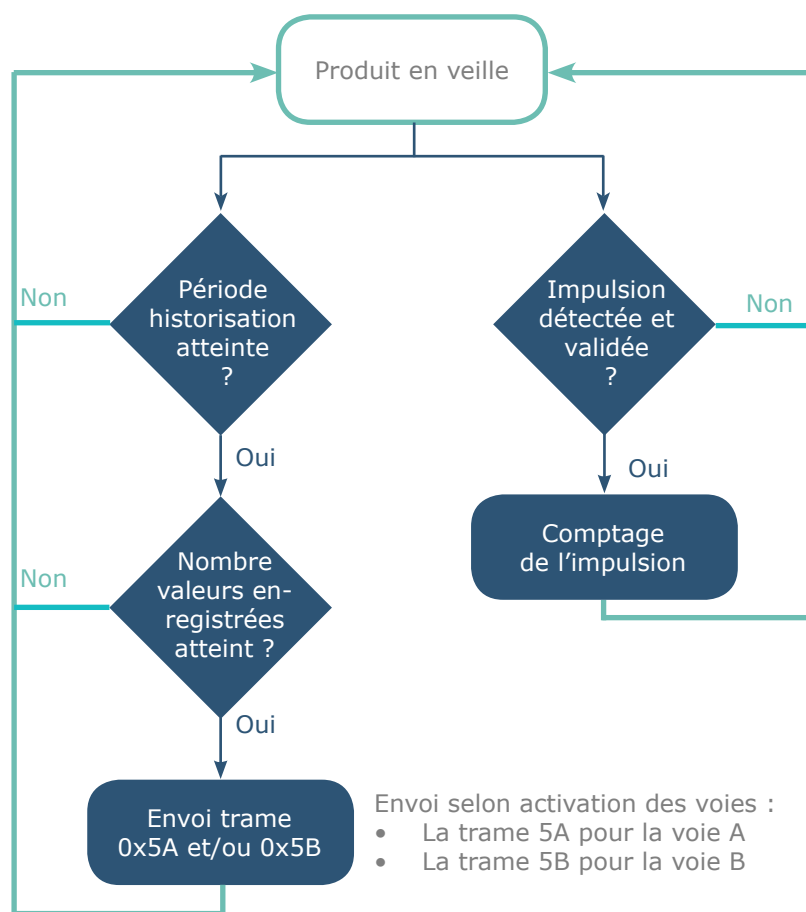 Produit en veille
Période
historisation
atteinte
?
Non
Oui
Impulsion
détectée et
validée
?
Non
Oui
Nombre
valeurs en-
registrées
atteint ?
Non
Oui
Comptage
de l’impulsion
Envoi trame
0x5A et/ou 0x5B
Envoi selon activation des voies :
• La trame 5A pour la voie A
• La trame 5B pour la voie B